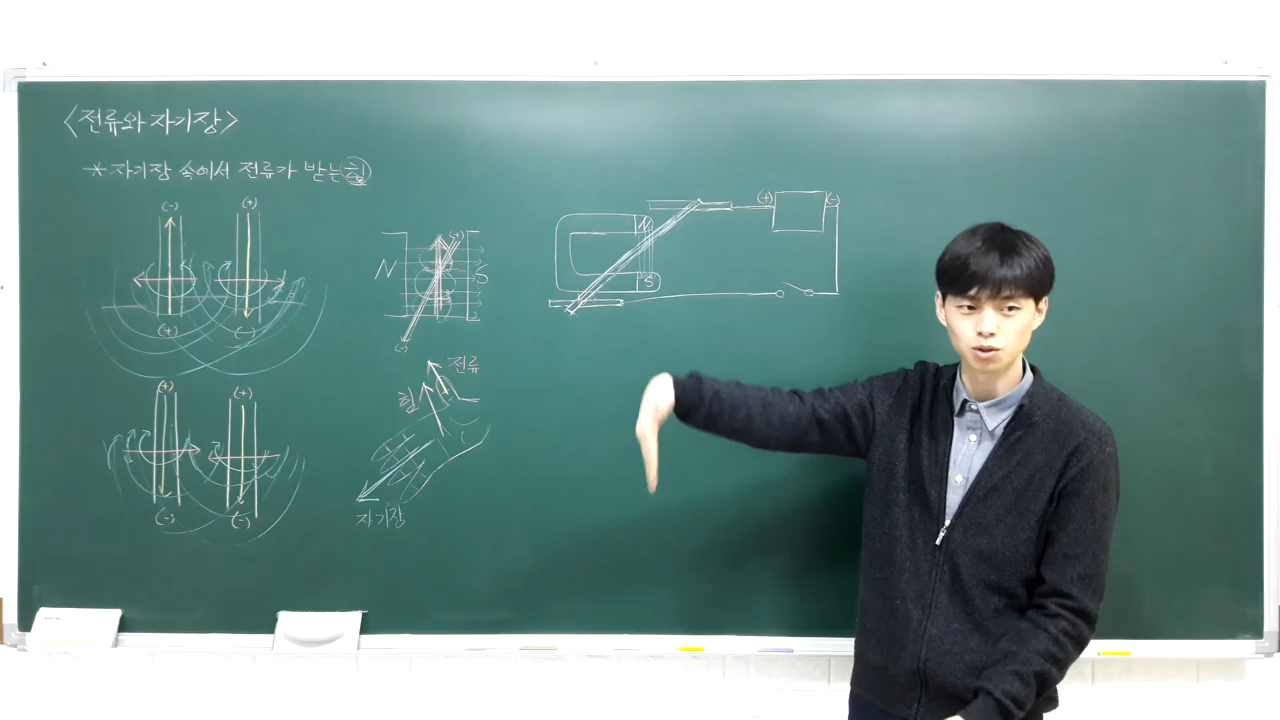 <전류와 자기장>
* 자기장 속에서 전류가 받는 힘
(-) (+)
(+) (-)
(+) (+)
(-) (-)
N (+) S
(-)
전류
힘
자기장
N
S
(+) (-)